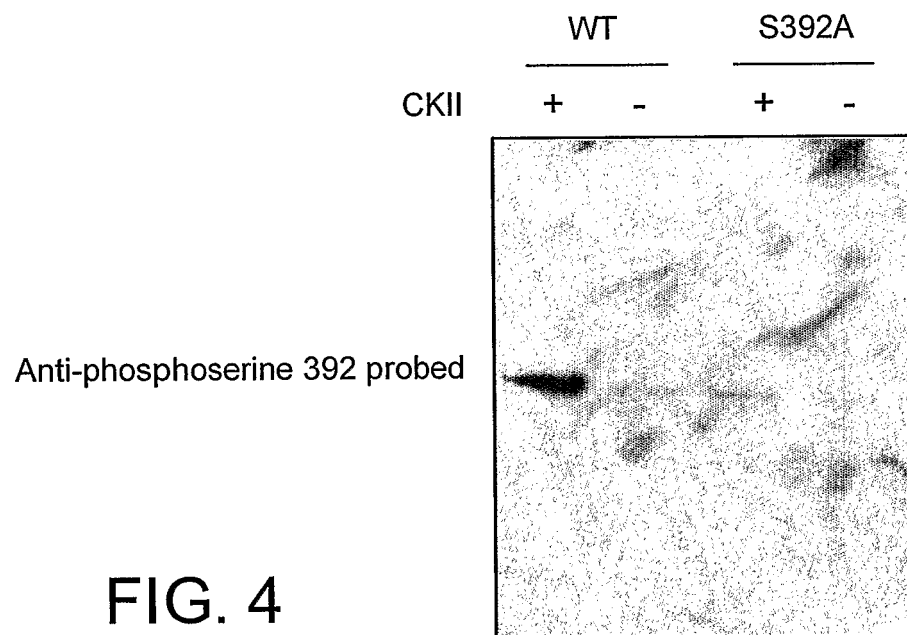 WT S392A
CKII + - + -
Anti-phosphoserine 392 probed
FIG. 4